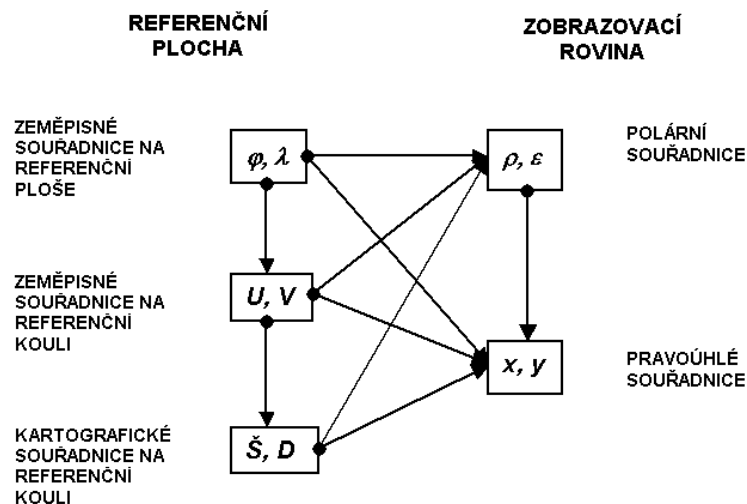 REFERENČNÍ
PLOCHA
ZOBRAZOVACÍ
ROVINA
ZEMĚPISNÉ
SOUŘADNICE NA
REFERENČNÍ
PLOŠE
φ, λ
ρ, ε
POLÁRNÍ
SOUŘADNICE
ZEMĚPISNÉ
SOUŘADNICE NA
REFERENČNÍ
KOULI
U, V
x, y
PRAVOÚHLÉ
SOUŘADNICE
KARTOGRAFICKÉ
SOUŘADNICE NA
REFERENČNÍ
KOULI
Š, D